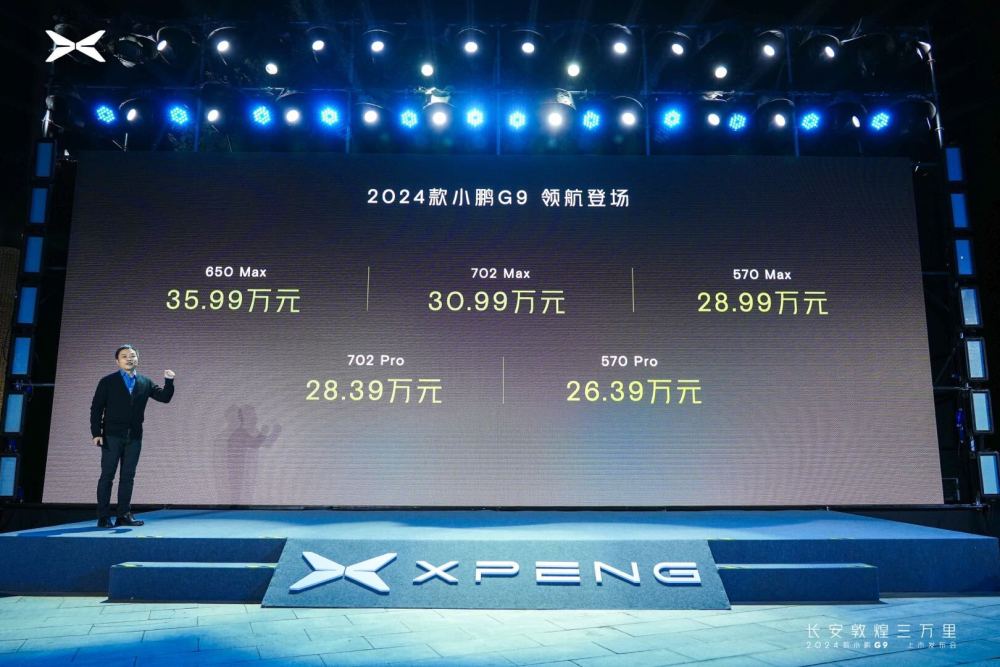 2024款小鹏G9 领航登场
650 Max
35.99万元
702 Max
30.99万元
570 Max
28.99万元
702 Pro
28.39万元
570 Pro
26.39万元
XPENG
长安敦煌三万里
2024款小鹏G9 上市发布会